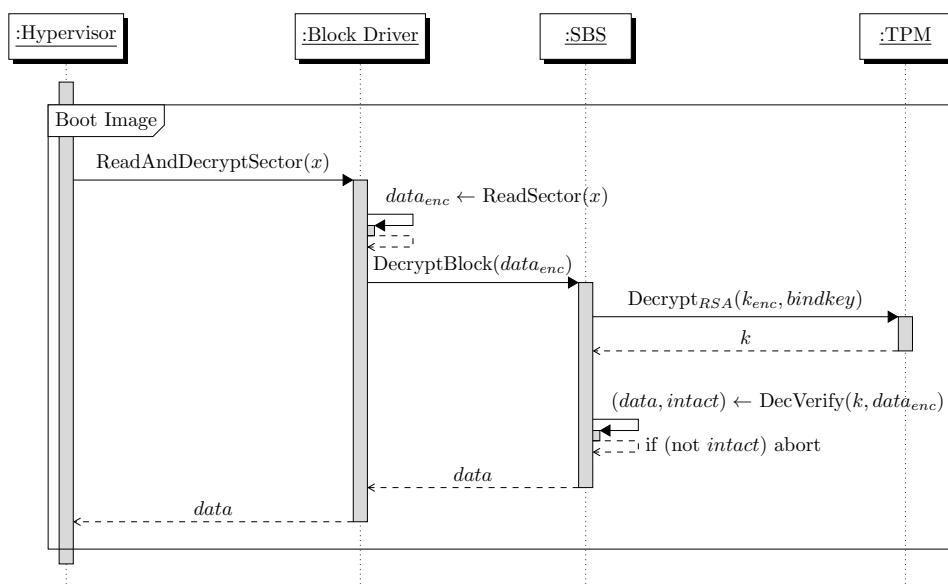 :Hypervisor
:Block Driver
:SBS
:TPM
Boot Image
ReadAndDecryptSector(x)
data_enc ← ReadSector(x)
DecryptBlock(data_enc)
Decrypt_RSA(k_enc, bindkey)
k
(data, intact) ← DecVerify(k, data_enc)
if (not intact) abort
data
data